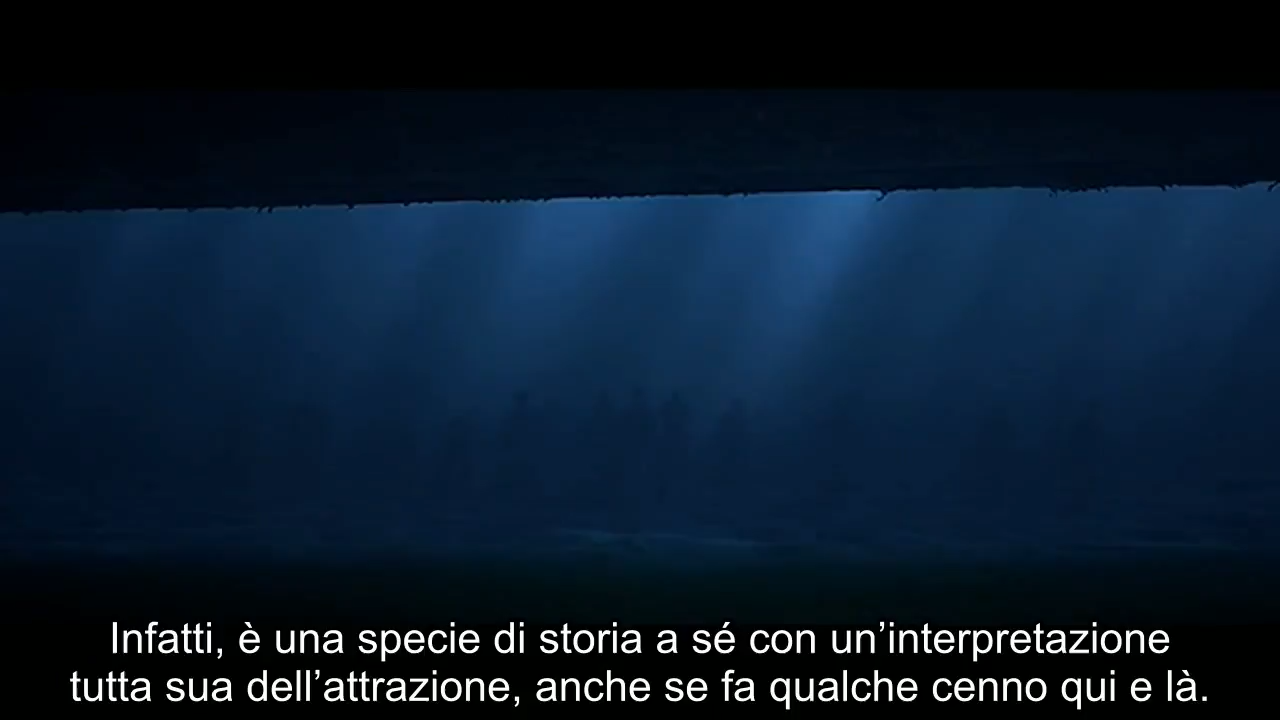 Infatti, è una specie di storia a sé con un’interpretazione
tutta sua dell’attrazione, anche se fa qualche cenno qui e là.